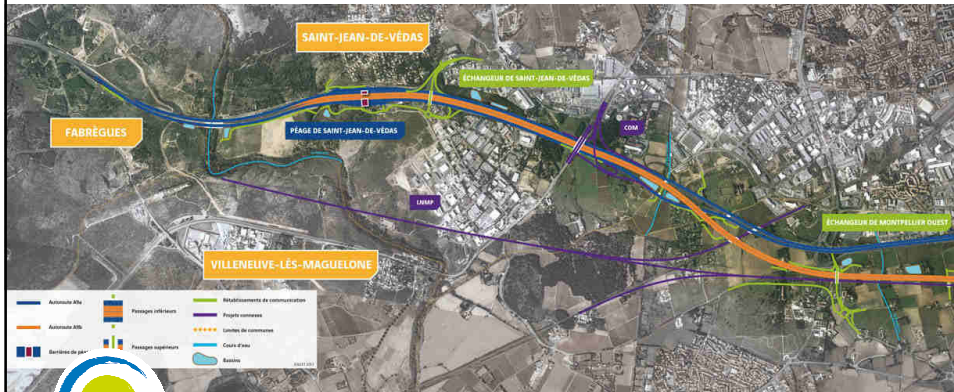 SAINT-JEAN-DE-VÉDAS
ÉCHANGEUR DE SAINT-JEAN-DE-VÉDAS
FABRÈGUES
PÉAGE DE SAINT-JEAN-DE-VÉDAS
COM
LNMP
ÉCHANGEUR DE MONTPELLIER OUEST
VILLENEUVE-LÈS-MAGUELONE
Autoroute A9a
Autoroute A9b
Barrières de
Passages inférieurs
Passages supérieurs
Rétablissements de communication
Projets connexes
Limites de communes
Cours d'eau
Bassins